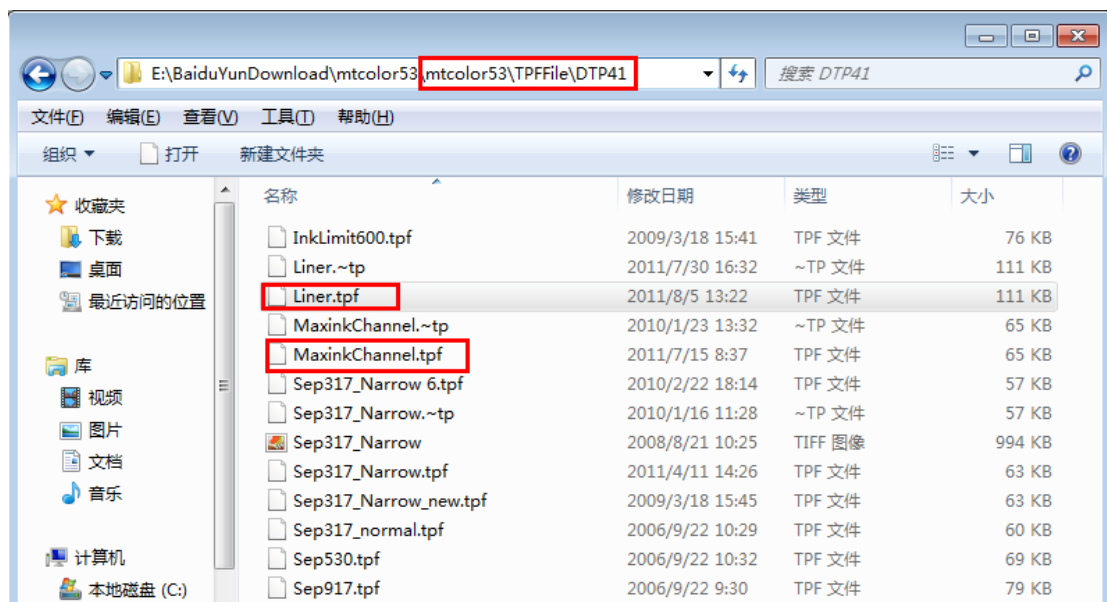 E:\BaiduYunDownload\mtcolor53\mtcolor53\TPFFile\DTP41 搜索 DTP41
文件(F) 编辑(E) 查看(V) 工具(T) 帮助(H)
组织 打开 新建文件夹
名称 修改日期 类型 大小
收藏夹
下载
桌面
最近访问的位置
库
视频
图片
文档
音乐
计算机
本地磁盘 (C:)
InkLimit600.tpf 2009/3/18 15:41 TPF 文件 76 KB
Liner.~tp 2011/7/30 16:32 ~TP 文件 111 KB
Liner.tpf 2011/8/5 13:22 TPF 文件 111 KB
MaxinkChannel.~tp 2010/1/23 13:32 ~TP 文件 65 KB
MaxinkChannel.tpf 2011/7/15 8:37 TPF 文件 65 KB
Sep317_Narrow 6.tpf 2010/2/22 18:14 TPF 文件 57 KB
Sep317_Narrow.~tp 2010/1/16 11:28 ~TP 文件 57 KB
Sep317_Narrow 2008/8/21 10:25 TIFF 图像 994 KB
Sep317_Narrow.tpf 2011/4/11 14:26 TPF 文件 63 KB
Sep317_Narrow_new.tpf 2009/3/18 15:45 TPF 文件 63 KB
Sep317_normal.tpf 2006/9/22 10:29 TPF 文件 60 KB
Sep530.tpf 2006/9/22 10:32 TPF 文件 69 KB
Sep917.tpf 2006/9/22 9:30 TPF 文件 79 KB